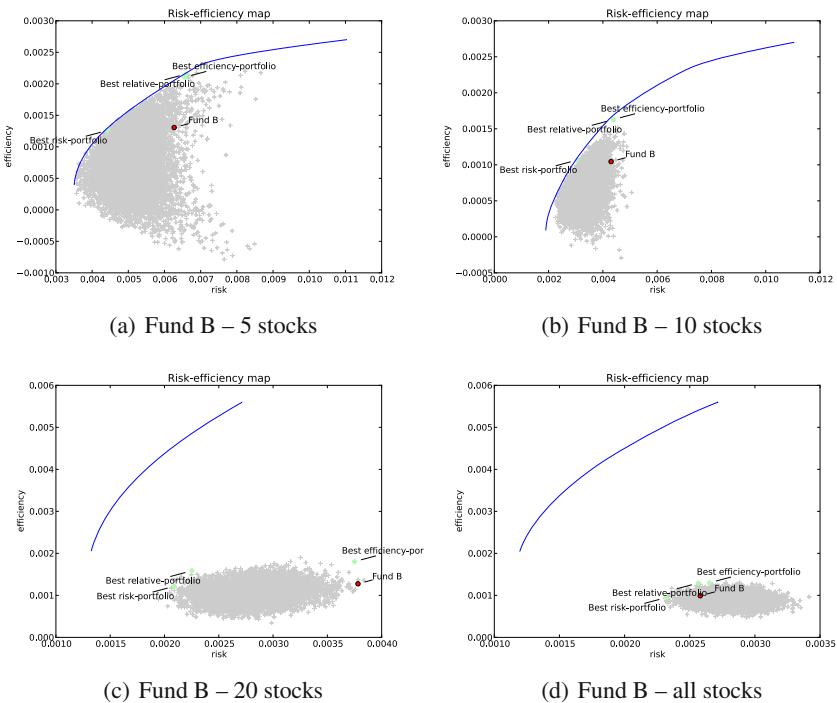 Risk-efficiency map
0.0030
0.0025
0.0020
0.0015
0.0010
0.0005
0.0000
−0.0005
−0.0010
efficiency
Best efficiency-portfolio
Best relative-portfolio
Fund B
Best risk-portfolio
0.003 0.004 0.005 0.006 0.007 0.008 0.009 0.010 0.011 0.012
risk
(a) Fund B – 5 stocks
Risk-efficiency map
0.0030
0.0025
0.0020
0.0015
0.0010
0.0005
0.0000
−0.0005
efficiency
Best efficiency-portfolio
Best relative-portfolio
Fund B
Best risk-portfolio
0.000 0.002 0.004 0.006 0.008 0.010 0.012
risk
(b) Fund B – 10 stocks
Risk-efficiency map
0.006
0.005
0.004
0.003
0.002
0.001
0.000
efficiency
Best efficiency-por
Best relative-portfolio
Fund B
Best risk-portfolio
0.0010 0.0015 0.0020 0.0025 0.0030 0.0035 0.0040
risk
(c) Fund B – 20 stocks
Risk-efficiency map
0.006
0.005
0.004
0.003
0.002
0.001
0.000
efficiency
Best efficiency-portfolio
Best relative-portfolio
Fund B
Best risk-portfolio
0.0010 0.0015 0.0020 0.0025 0.0030 0.0035
risk
(d) Fund B – all stocks